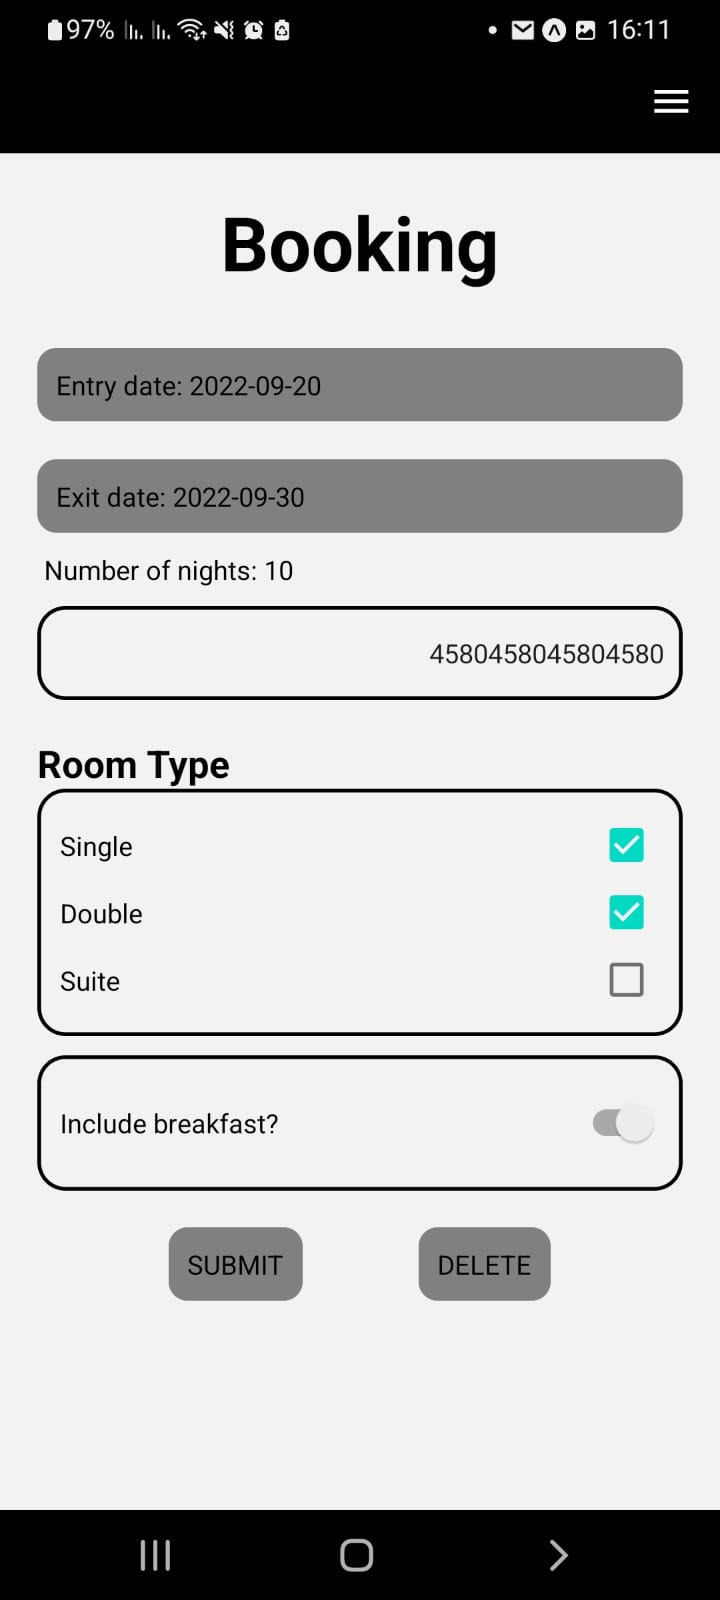 97% 16:11
Booking
Entry date: 2022-09-20
Exit date: 2022-09-30
Number of nights: 10
4580458045804580
Room Type
Single
Double
Suite
Include breakfast?
SUBMIT DELETE